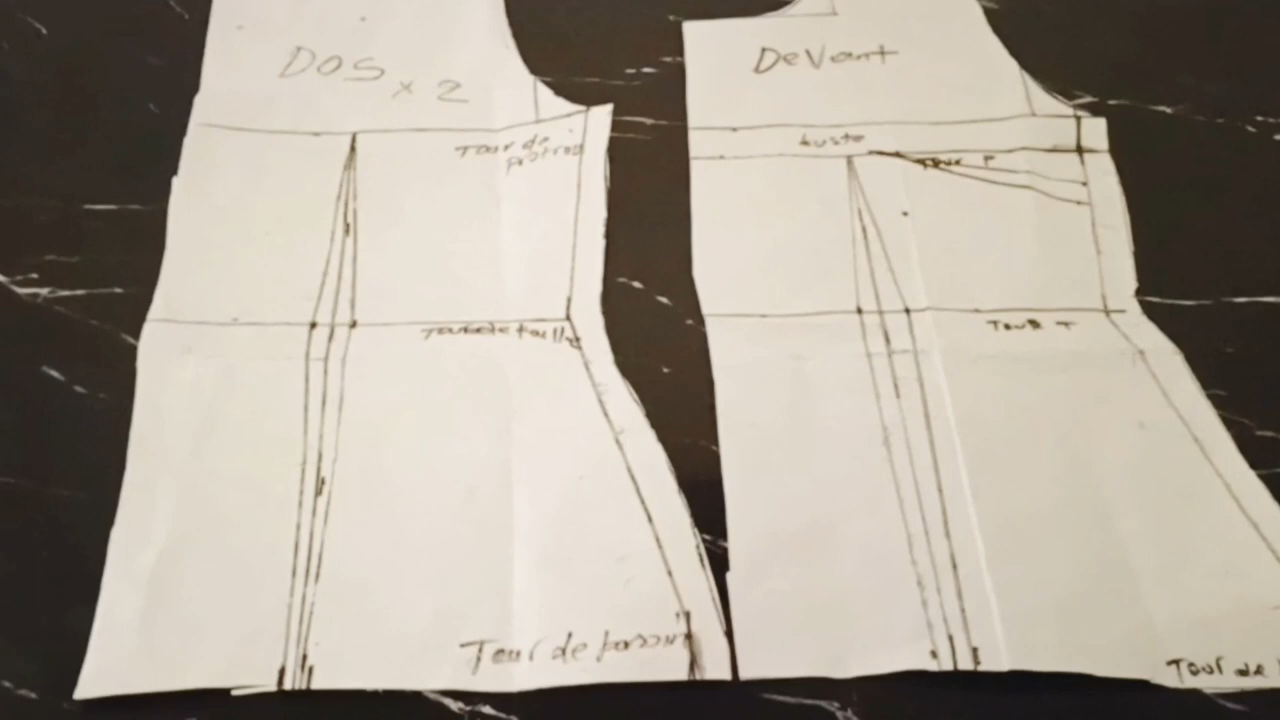 DOS x 2
Tour de
poitrine
Tour de taille
Tour de bassin
Devant
buste
Tour P
Tour T
Tour de